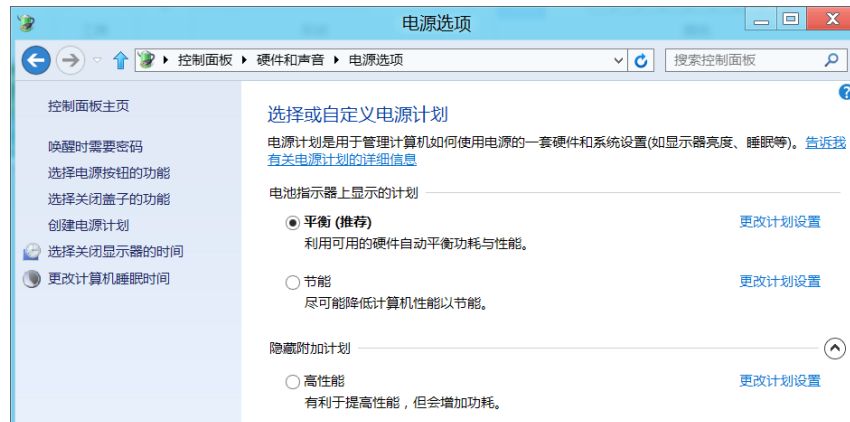 电源选项
控制面板 硬件和声音 电源选项 搜索控制面板
控制面板主页
唤醒时需要密码
选择电源按钮的功能
选择关闭盖子的功能
创建电源计划
选择关闭显示器的时间
更改计算机睡眠时间
选择或自定义电源计划
电源计划是用于管理计算机如何使用电源的一套硬件和系统设置(如显示器亮度、睡眠等)。告诉我
有关电源计划的详细信息
电池指示器上显示的计划
平衡 (推荐) 更改计划设置
利用可用的硬件自动平衡功耗与性能。
节能 更改计划设置
尽可能降低计算机性能以节能。
隐藏附加计划
高性能 更改计划设置
有利于提高性能，但会增加功耗。